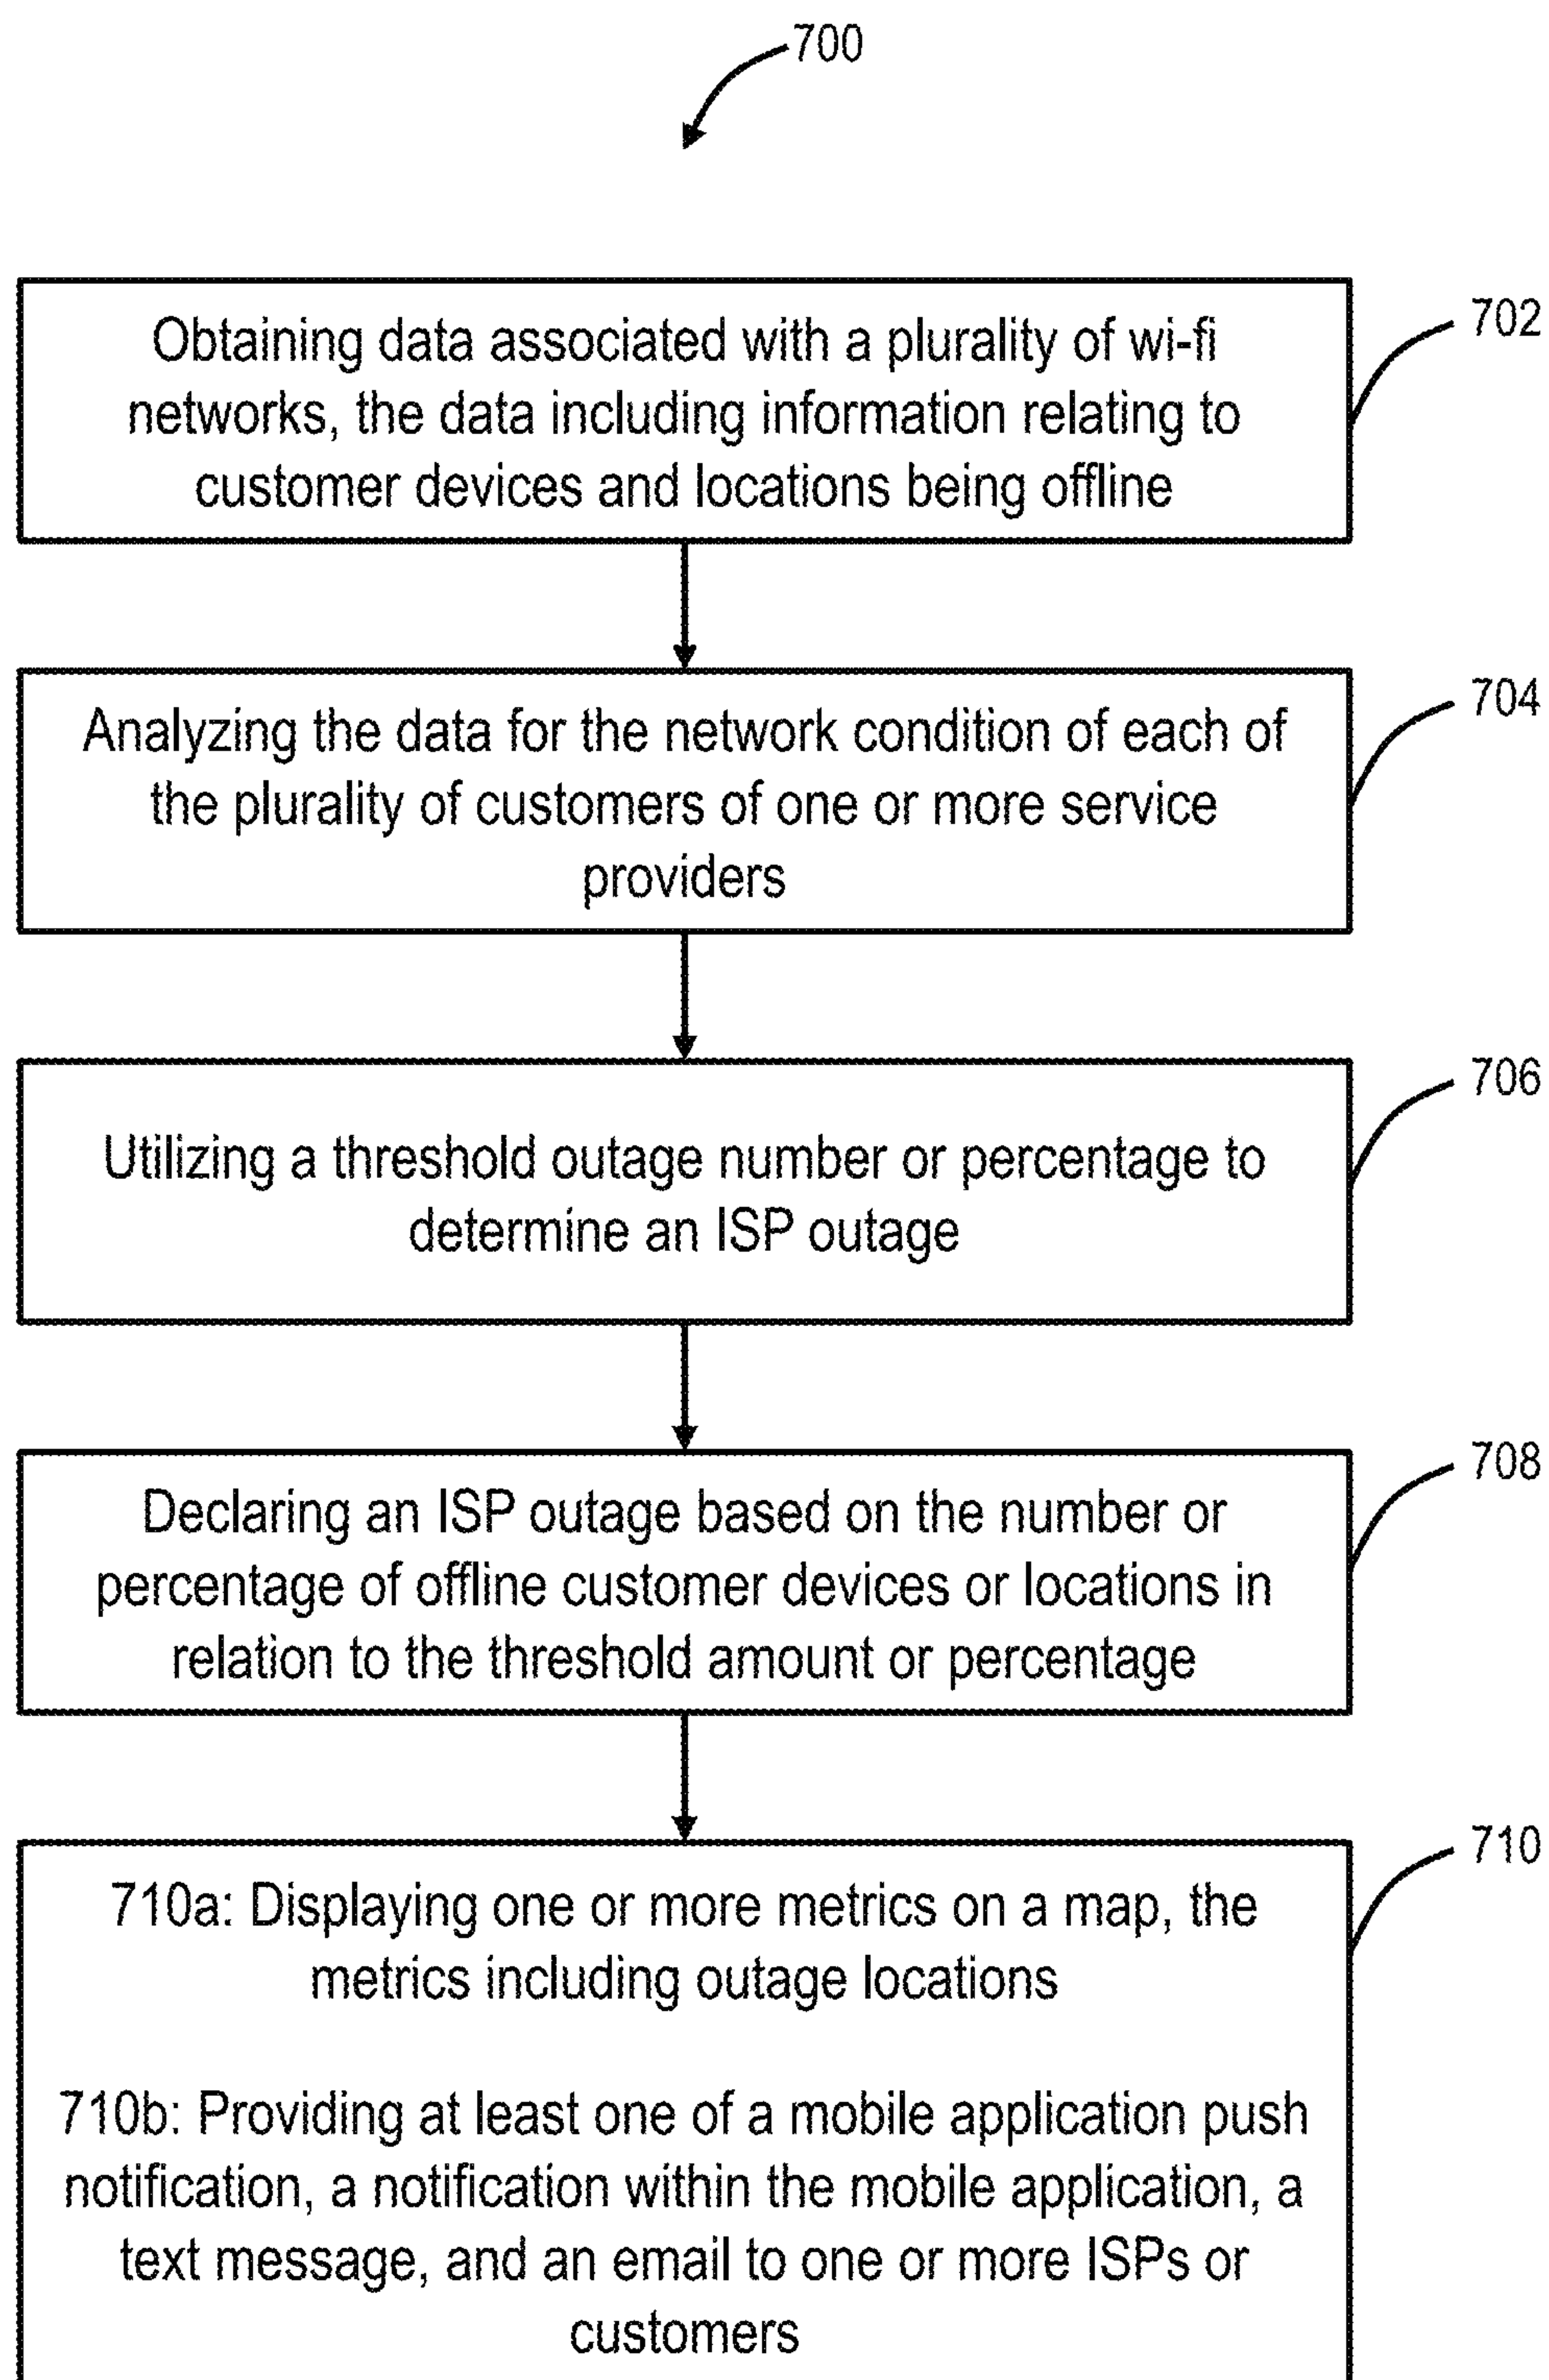 700
Obtaining data associated with a plurality of wi-fi
networks, the data including information relating to
customer devices and locations being offline
702
Analyzing the data for the network condition of each of
the plurality of customers of one or more service
providers
704
Utilizing a threshold outage number or percentage to
determine an ISP outage
706
Declaring an ISP outage based on the number or
percentage of offline customer devices or locations in
relation to the threshold amount or percentage
708
710a: Displaying one or more metrics on a map, the
metrics including outage locations
710b: Providing at least one of a mobile application push
notification, a notification within the mobile application, a
text message, and an email to one or more ISPs or
customers
710